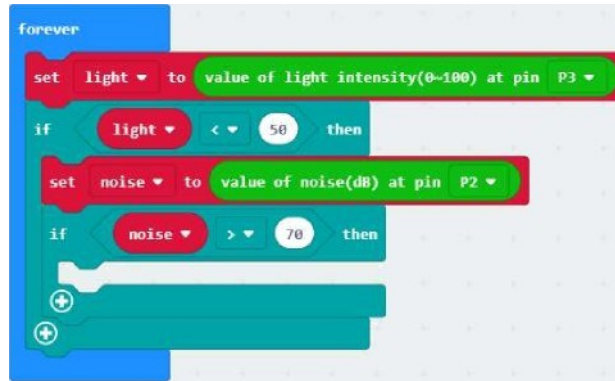 forever
set light to value of light intensity(0~100) at pin P3
if light < 50 then
set noise to value of noise(dB) at pin P2
if noise > 70 then